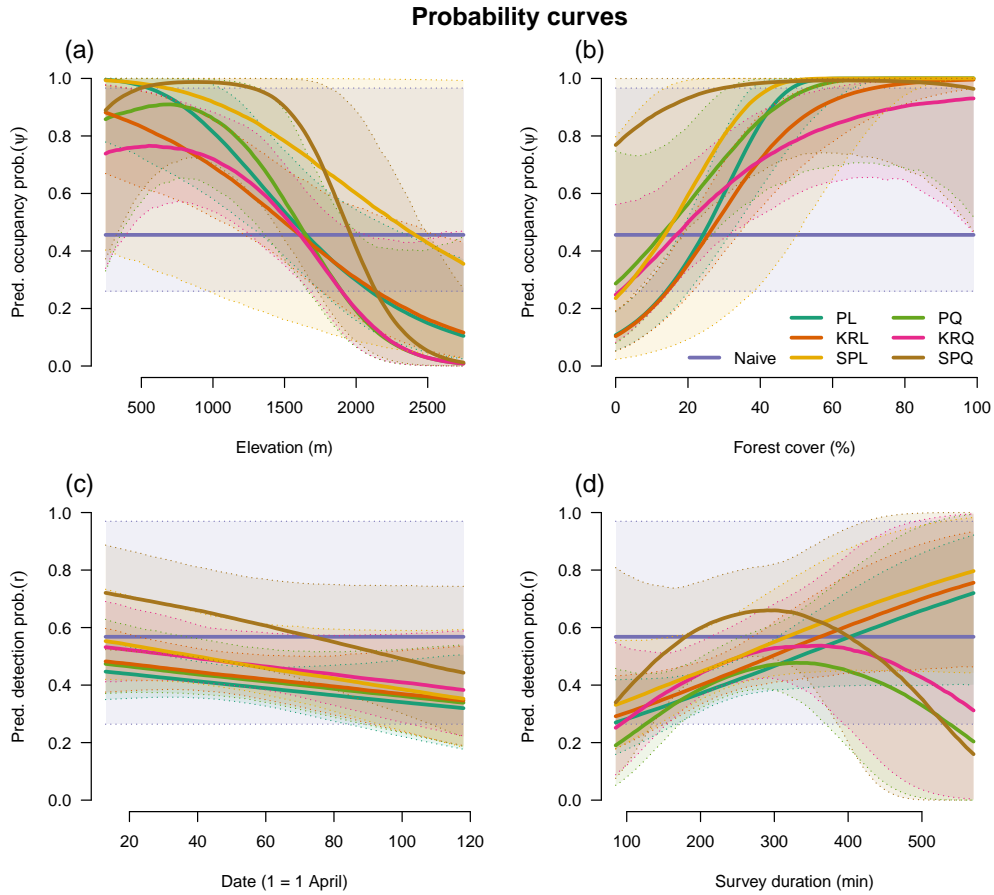 Probability curves
(a)
Pred. occupancy prob.(ψ)
1.0
0.8
0.6
0.4
0.2
0.0
500 1000 1500 2000 2500
Elevation (m)
(b)
Pred. occupancy prob.(ψ)
1.0
0.8
0.6
0.4
0.2
0.0
PL PQ
KRL KRQ
Naive SPL SPQ
0 20 40 60 80 100
Forest cover (%)
(c)
Pred. detection prob.(r)
1.0
0.8
0.6
0.4
0.2
0.0
20 40 60 80 100 120
Date (1 = 1 April)
(d)
Pred. detection prob.(r)
1.0
0.8
0.6
0.4
0.2
0.0
100 200 300 400 500
Survey duration (min)